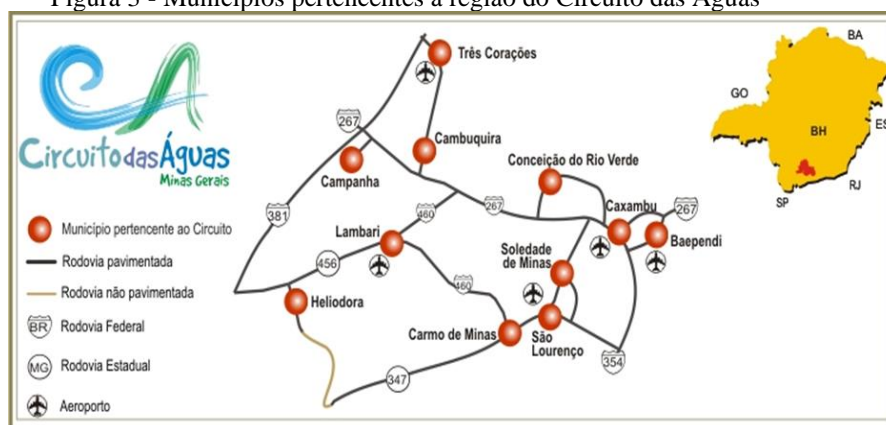 Figura 3 - Municípios pertencentes à região do Circuito das Águas
Circuito das Águas
Minas Gerais
Município pertencente ao Circuito
Rodovia pavimentada
Rodovia não pavimentada
BR
Rodovia Federal
MG
Rodovia Estadual
Aeroporto
Três Corações
267
Cambuquira
Campanha
Conceição do Rio Verde
381
460
267
Caxambu
267
Lambari
Baependi
Soledade
de Minas
456
460
Heliodora
Carmo de Minas
São
Lourenço
354
347
BA
GO
ES
BH
RJ
SP